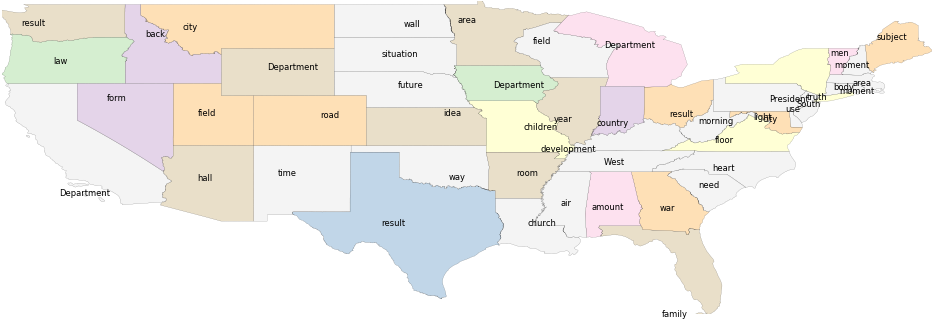 result
back
city
wall
area
subject
field
Department
men
law
situation
moment
Department
form
future
Department
body
area
moment
President
truth
South
use
field
road
idea
year
country
result
morning
light
city
children
development
floor
hall
time
way
room
West
heart
need
Department
result
church
air
amount
war
family